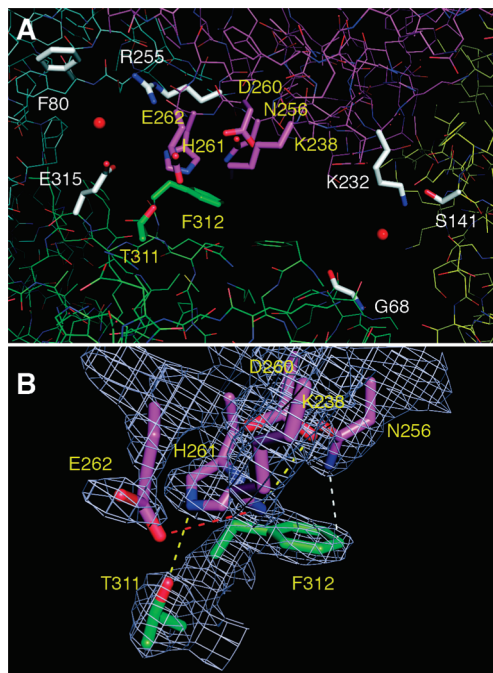 A
R255
F80
D260
E262
N256
H261
K238
E315
K232
S141
F312
T311
G68
B
D260
K238
H261
N256
E262
T311
F312